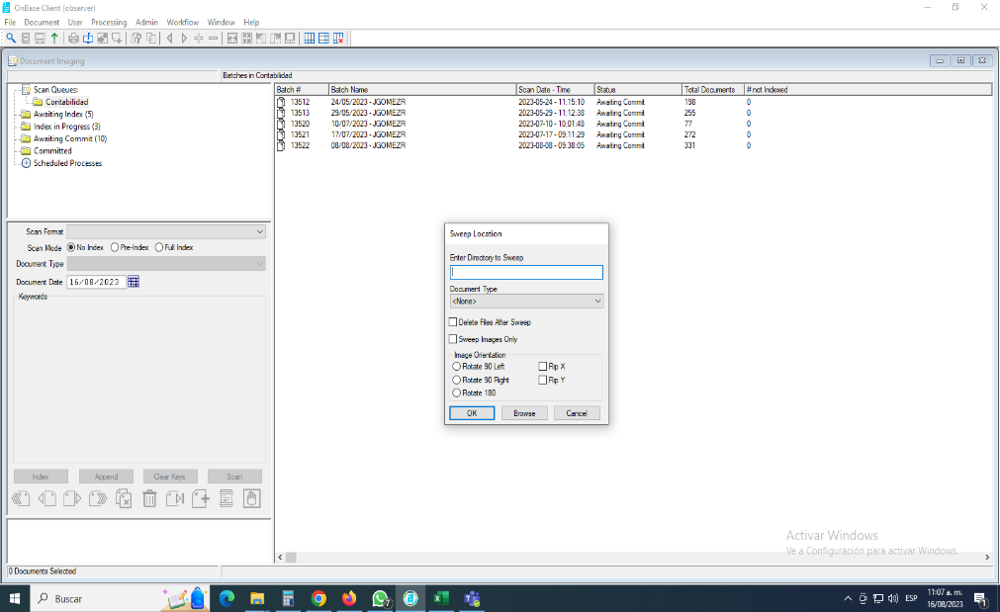 OnBase Client (observer)
File Document User Processing Admin Workflow Window Help
Document Imaging
Batches in Contabilidad
Scan Queues:
Contabilidad
Awaiting Index (5)
Index in Progress (3)
Awaiting Commit (10)
Committed
Scheduled Processes
Batch # Batch Name Scan Date - Time Status Total Documents # not Indexed
13512 24/05/2023 - JGOMEZR 2023-05-24 - 11:15:10 Awaiting Commit 198 0
13513 29/05/2023 - JGOMEZR 2023-05-29 - 11:12:38 Awaiting Commit 255 0
13520 10/07/2023 - JGOMEZR 2023-07-10 - 10:01:48 Awaiting Commit 77 0
13521 17/07/2023 - JGOMEZR 2023-07-17 - 09:11:29 Awaiting Commit 272 0
13522 08/08/2023 - JGOMEZR 2023-08-08 - 09:38:05 Awaiting Commit 331 0
Scan Format
Scan Mode No Index Pre-Index Full Index
Document Type
Document Date 16/08/2023
Keywords
Index Append Clear Keys Scan
0 Documents Selected
Sweep Location
Enter Directory to Sweep
Document Type
<None>
Delete Files After Sweep
Sweep Images Only
Image Orientation
Rotate 90 Left Flip X
Rotate 90 Right Flip Y
Rotate 180
OK Browse Cancel
Activar Windows
Ve a Configuración para activar Windows.
Buscar
7
ESP
11:07 a. m.
16/08/2023
1